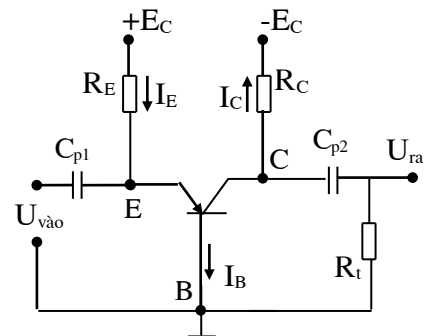 +E_C -E_C
R_E I_E I_C R_C
C_p1 C C_p2 U_ra
E
U_vào
B I_B R_t